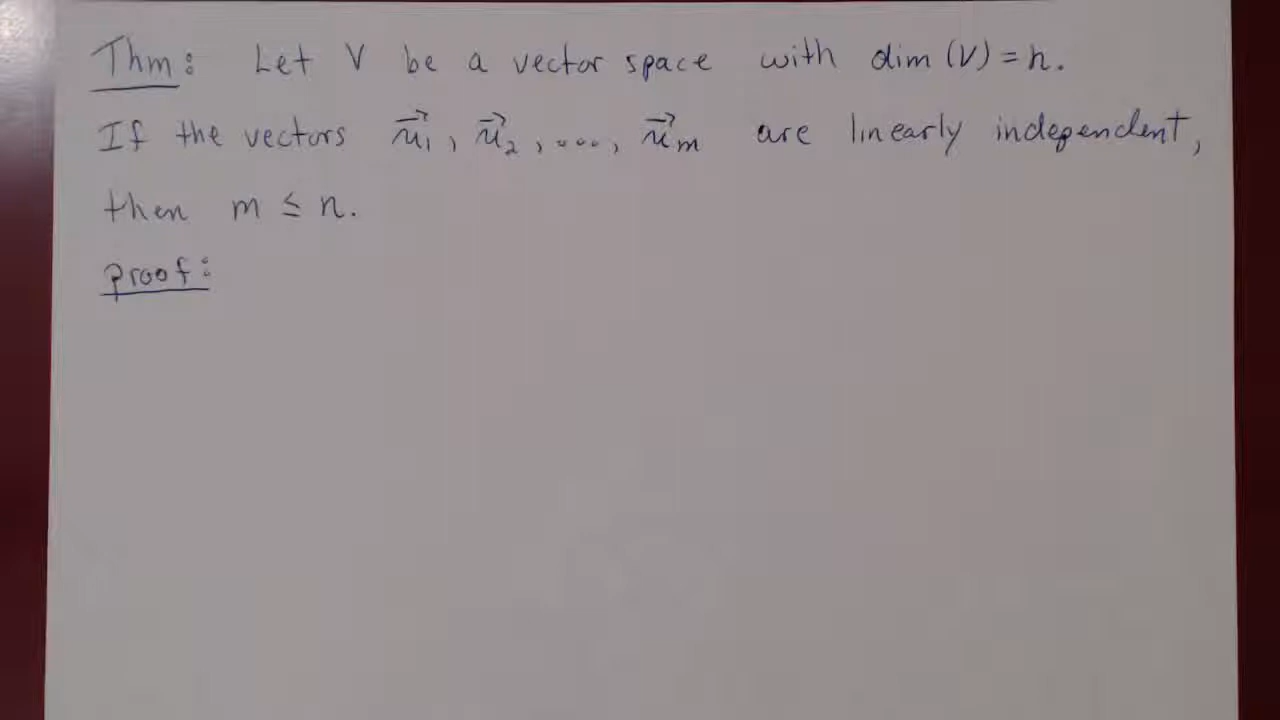 Thm: Let V be a vector space with dim (V) = n.
If the vectors u⃗₁, u⃗₂, ..., u⃗ₘ are linearly independent,
then m ≤ n.
proof: